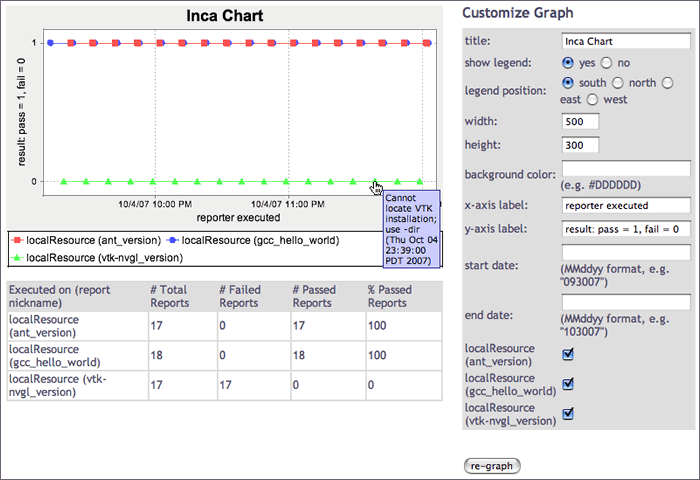 Inca Chart
1
0
result: pass = 1, fail = 0
10/4/07 10:00 PM 10/4/07 11:00 PM
reporter executed
Cannot
locate VTK
installation;
use -dir
(Thu Oct 04
23:39:00
PDT 2007)
localResource (ant_version) localResource (gcc_hello_world)
localResource (vtk-nvgl_version)
Executed on (report # Total # Failed # Passed % Passed
nickname) Reports Reports Reports Reports
localResource
(ant_version) 17 0 17 100
localResource
(gcc_hello_world) 18 0 18 100
localResource (vtk-
nvgl_version) 17 17 0 0
Customize Graph
title: Inca Chart
show legend: yes no
legend position: south north
east west
width: 500
height: 300
background color:
(e.g. #DDDDDD)
x-axis label: reporter executed
y-axis label: result: pass = 1, fail = 0
start date:
(MMddyy format, e.g.
"093007")
end date:
(MMddyy format, e.g.
"103007")
localResource
(ant_version)
localResource
(gcc_hello_world)
localResource
(vtk-nvgl_version)
re-graph